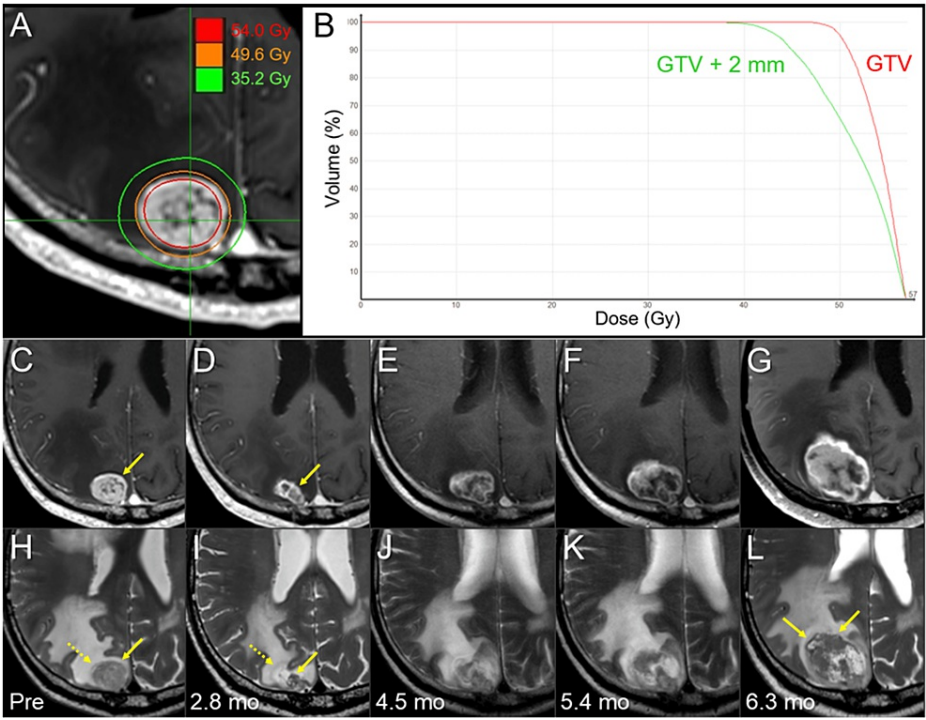 A
54.0 Gy
49.6 Gy
35.2 Gy
B
100
90
80
70
60
50
40
30
20
10
Volume (%)
GTV + 2 mm
GTV
0
10
20
30
40
50
57
Dose (Gy)
C
D
E
F
G
H
I
J
K
L
Pre
2.8 mo
4.5 mo
5.4 mo
6.3 mo